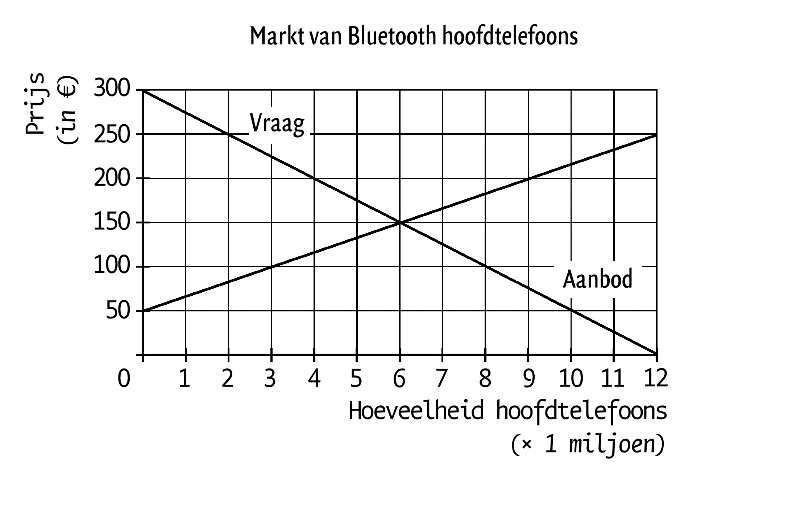 Markt van Bluetooth hoofdtelefoons
Prijs
(in €)
300
250
200
150
100
50
Vraag
Aanbod
0 1 2 3 4 5 6 7 8 9 10 11 12
Hoeveelheid hoofdtelefoons
(× 1 miljoen)